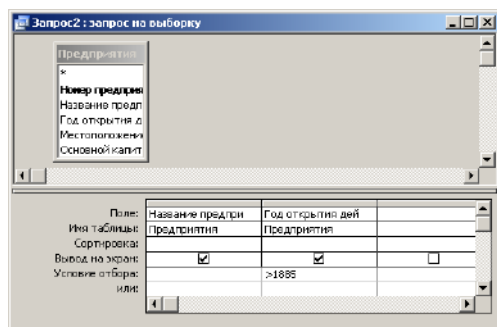 Запрос2 : запрос на выборку
Предприятия
*
Номер предприя
Название предп
Год открытия д
Местоположени
Основной капит
Поле: Название предпри Год открытия дей
Имя таблицы: Предприятия Предприятия
Сортировка:
Вывод на экран:
Условие отбора: >1885
или: